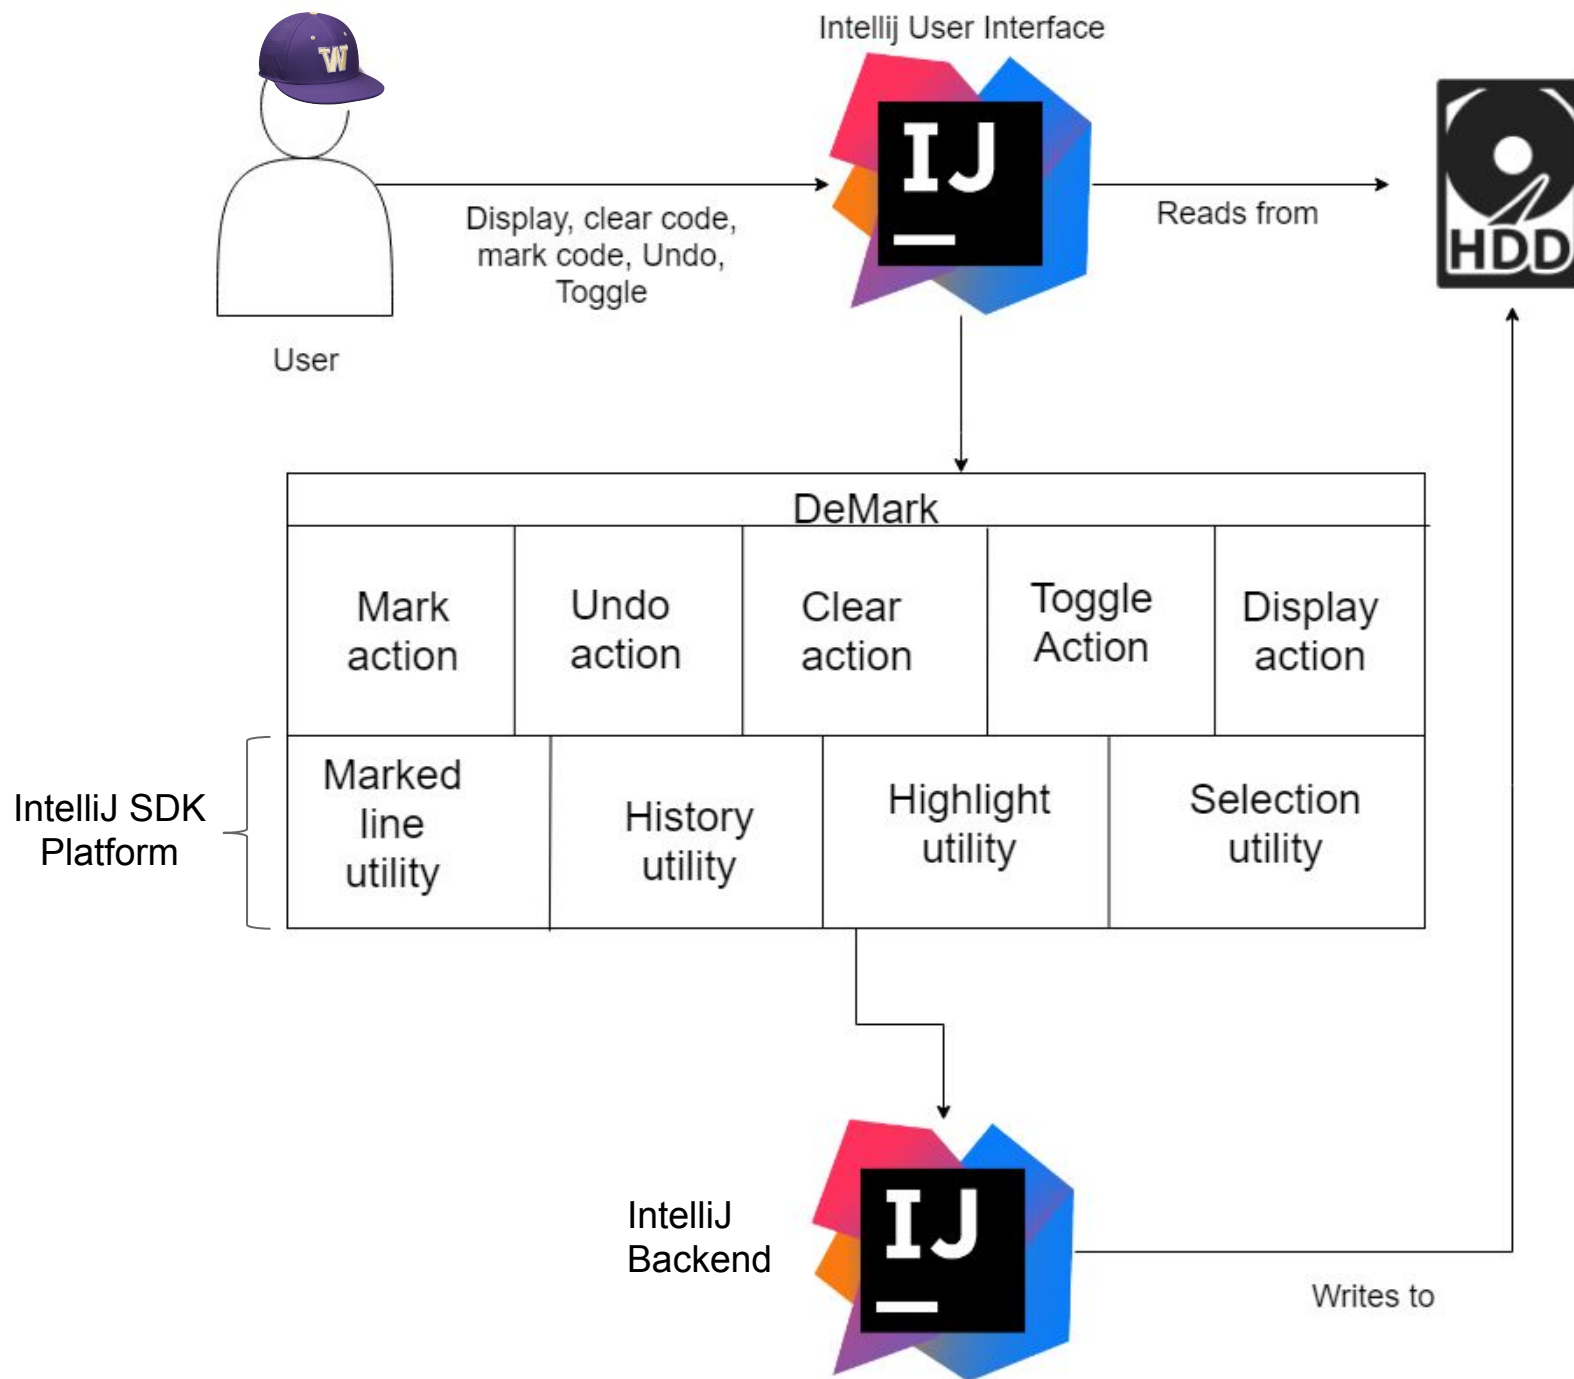 W
Intellij User Interface
IJ
HDD
Display, clear code,
mark code, Undo,
Toggle
Reads from
User
DeMark
Mark
action
Undo
action
Clear
action
Toggle
Action
Display
action
IntelliJ SDK
Platform
Marked
line
utility
History
utility
Highlight
utility
Selection
utility
IntelliJ
Backend
IJ
Writes to